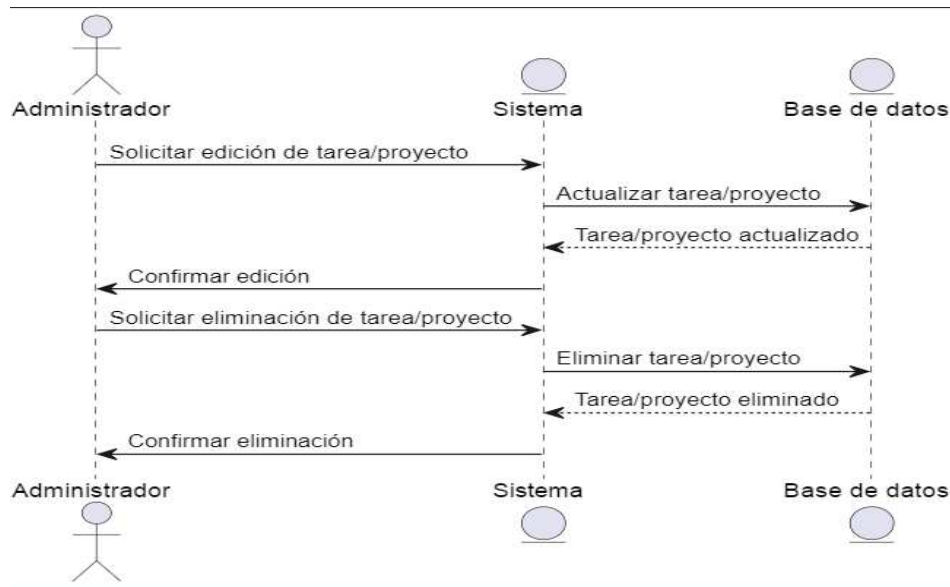 Administrador
Sistema
Base de datos
Solicitar edición de tarea/proyecto
Actualizar tarea/proyecto
Tarea/proyecto actualizado
Confirmar edición
Solicitar eliminación de tarea/proyecto
Eliminar tarea/proyecto
Tarea/proyecto eliminado
Confirmar eliminación
Administrador
Sistema
Base de datos